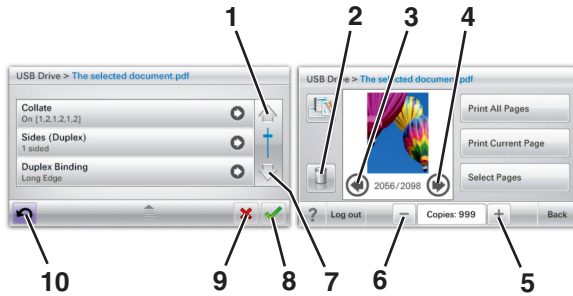 1
2
3
4
USB Drive > The selected document.pdf
Collate
On [1,2,1,2,1,2]
Sides (Duplex)
1 sided
Duplex Binding
Long Edge
USB Drive > The selected document.pdf
Print All Pages
Print Current Page
Select Pages
2056/2098
? Log out
Copies: 999
Back
10
9
8
7
6
5